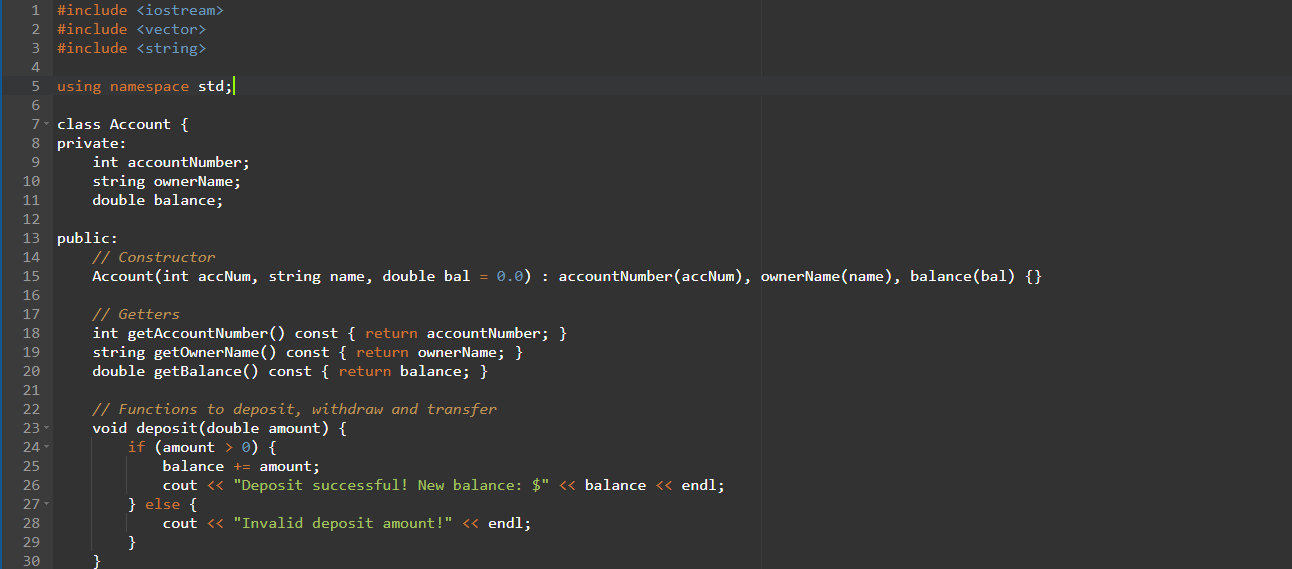 1 #include <iostream>
2 #include <vector>
3 #include <string>
4
5 using namespace std;
6
7 class Account {
8 private:
9     int accountNumber;
10     string ownerName;
11     double balance;
12
13 public:
14     // Constructor
15     Account(int accNum, string name, double bal = 0.0) : accountNumber(accNum), ownerName(name), balance(bal) {}
16
17     // Getters
18     int getAccountNumber() const { return accountNumber; }
19     string getOwnerName() const { return ownerName; }
20     double getBalance() const { return balance; }
21
22     // Functions to deposit, withdraw and transfer
23     void deposit(double amount) {
24         if (amount > 0) {
25             balance += amount;
26             cout << "Deposit successful! New balance: $" << balance << endl;
27         } else {
28             cout << "Invalid deposit amount!" << endl;
29         }
30     }